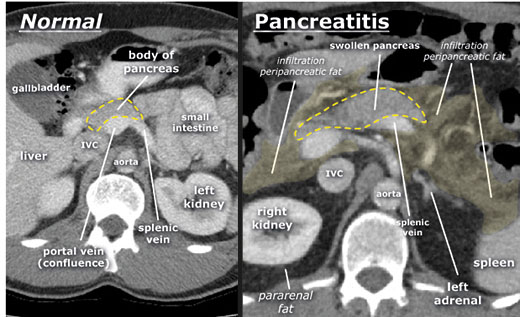 Normal
body of
pancreas
gallbladder
small
intestine
liver
IVC
aorta
left
kidney
splenic
vein
portal vein
(confluence)
Pancreatitis
swollen pancreas
infiltration
peripancreatic fat
infiltration
peripancreatic fat
IVC
aorta
right
kidney
splenic
vein
spleen
left
adrenal
pararenal
fat